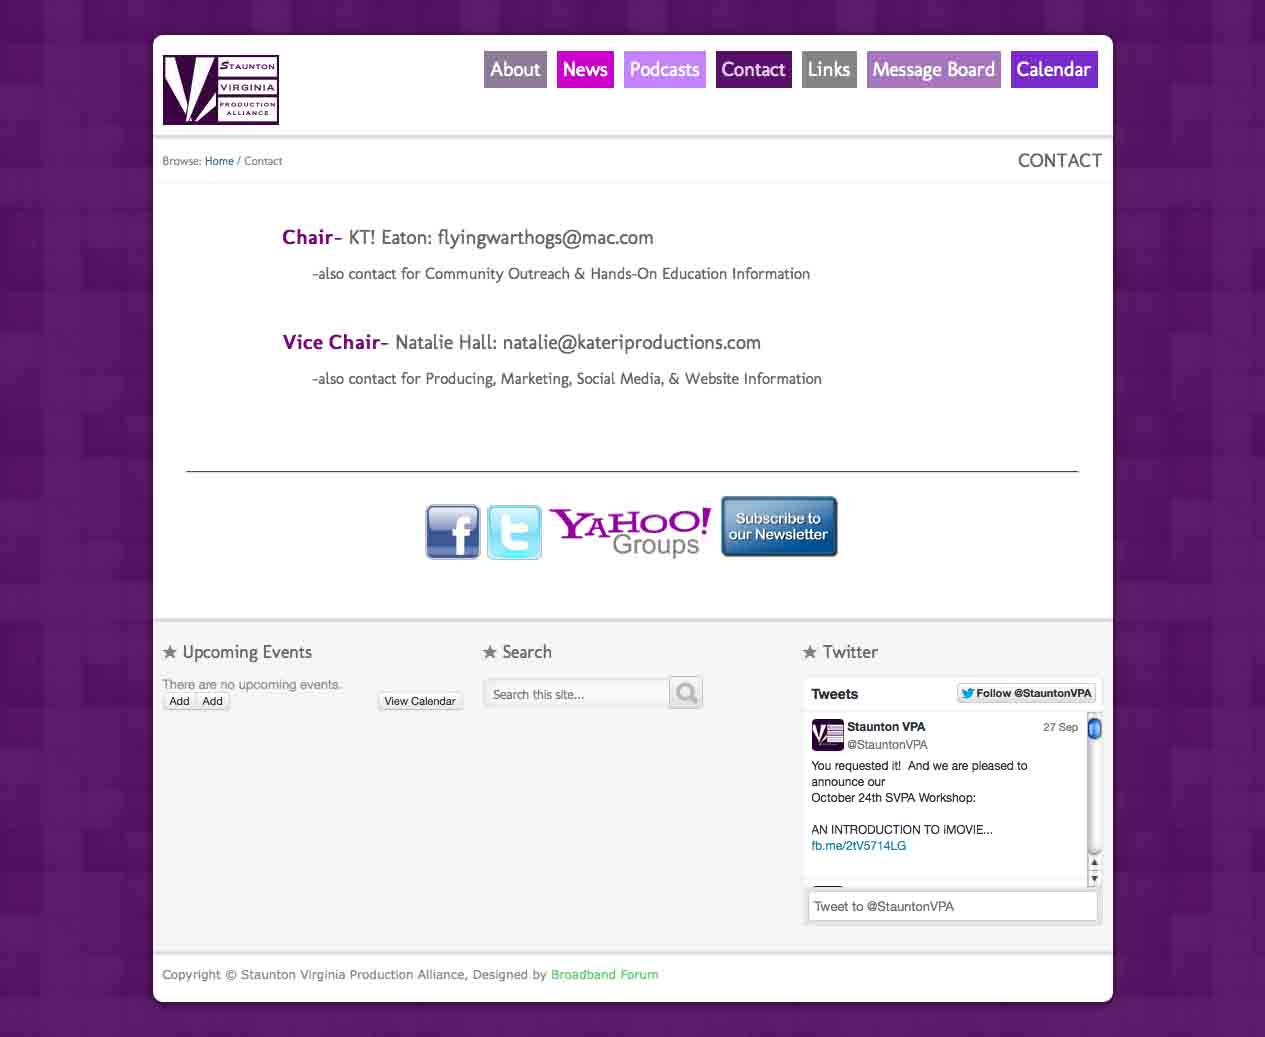 STAUNTON
VIRGINIA
PRODUCTION
ALLIANCE
About News Podcasts Contact Links Message Board Calendar
Browse: Home / Contact
CONTACT
Chair- KT! Eaton: flyingwarthogs@mac.com
-also contact for Community Outreach & Hands-On Education Information
Vice Chair- Natalie Hall: natalie@kateriproductions.com
-also contact for Producing, Marketing, Social Media, & Website Information
f t YAHOO!
Groups
Subscribe to
our Newsletter
Upcoming Events
There are no upcoming events.
Add Add View Calendar
Search
Search this site...
Twitter
Tweets Follow @StauntonVPA
Staunton VPA 27 Sep
@StauntonVPA
You requested it! And we are pleased to
announce our
October 24th SVPA Workshop:
AN INTRODUCTION TO iMOVIE...
fb.me/2tV5714LG
Tweet to @StauntonVPA
Copyright © Staunton Virginia Production Alliance, Designed by Broadband Forum